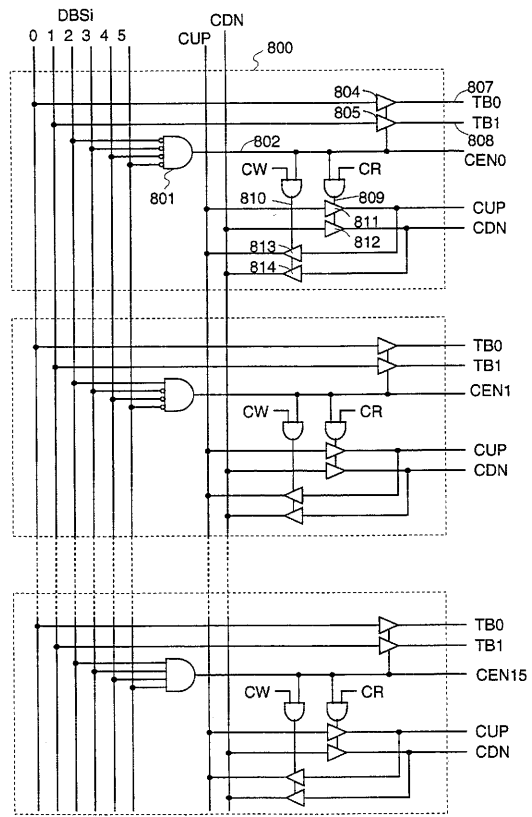 DBSi
CDN
0 1 2 3 4 5
CUP
800
804
807
TB0
805
TB1
802
808
CEN0
801
CW
CR
810
809
CUP
811
CDN
812
813
814
TB0
TB1
CEN1
CW
CR
CUP
CDN
TB0
TB1
CEN15
CW
CR
CUP
CDN